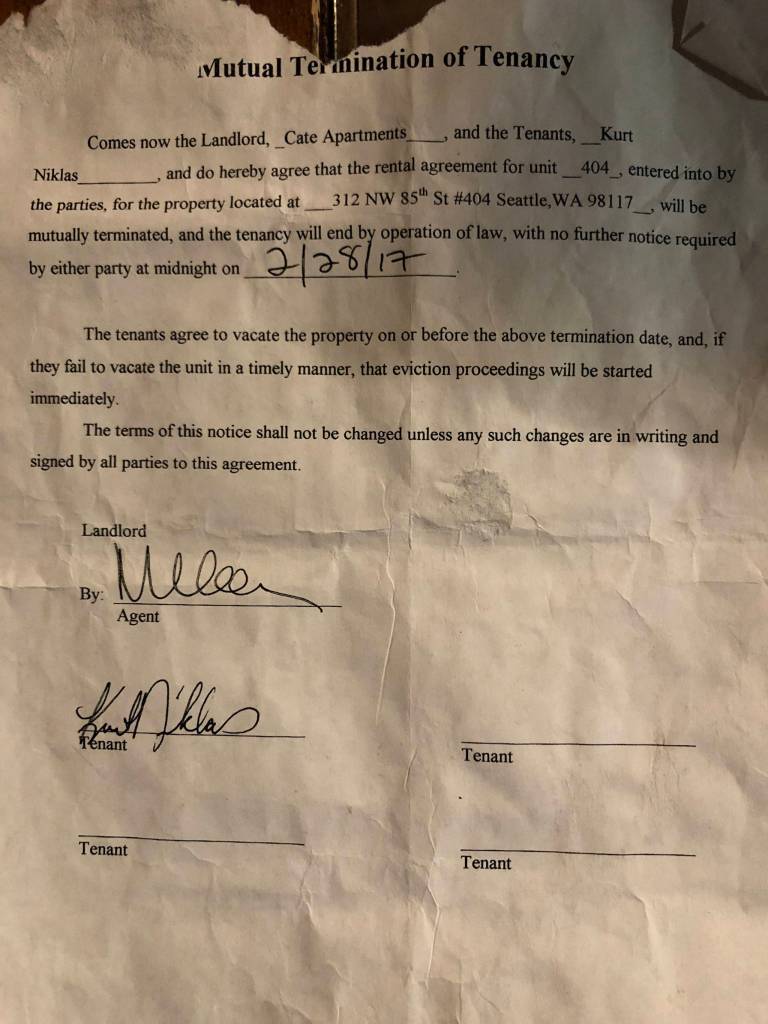 Mutual Termination of Tenancy
Comes now the Landlord, _Cate Apartments____, and the Tenants, __Kurt
Niklas_________, and do hereby agree that the rental agreement for unit __404_, entered into by
the parties, for the property located at ___312 NW 85th St #404 Seattle,WA 98117__, will be
mutually terminated, and the tenancy will end by operation of law, with no further notice required
by either party at midnight on 2/28/17.
The tenants agree to vacate the property on or before the above termination date, and, if
they fail to vacate the unit in a timely manner, that eviction proceedings will be started
immediately.
The terms of this notice shall not be changed unless any such changes are in writing and
signed by all parties to this agreement.
Landlord
By:
Agent
Kurt Niklas
Tenant
Tenant
Tenant
Tenant